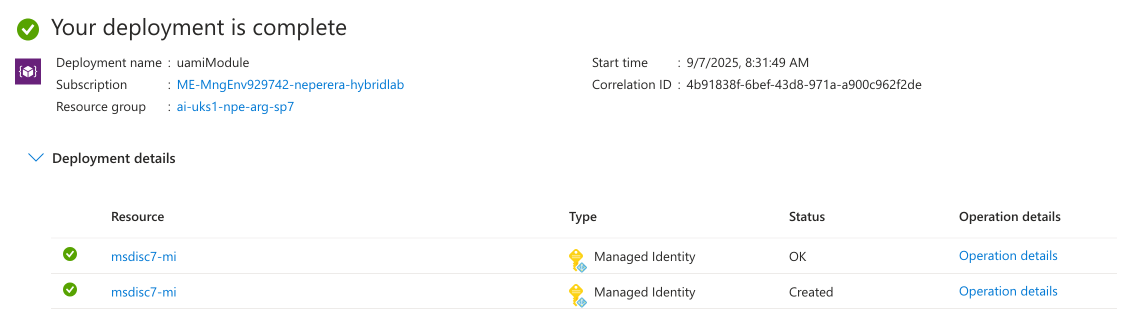 Your deployment is complete
Deployment name : uamiModule Start time : 9/7/2025, 8:31:49 AM
Subscription : ME-MngEnv929742-neperera-hybridlab Correlation ID : 4b91838f-6bef-43d8-971a-a900c962f2de
Resource group : ai-uks1-npe-arg-sp7
Deployment details
Resource Type Status Operation details
msdisc7-mi Managed Identity OK Operation details
msdisc7-mi Managed Identity Created Operation details